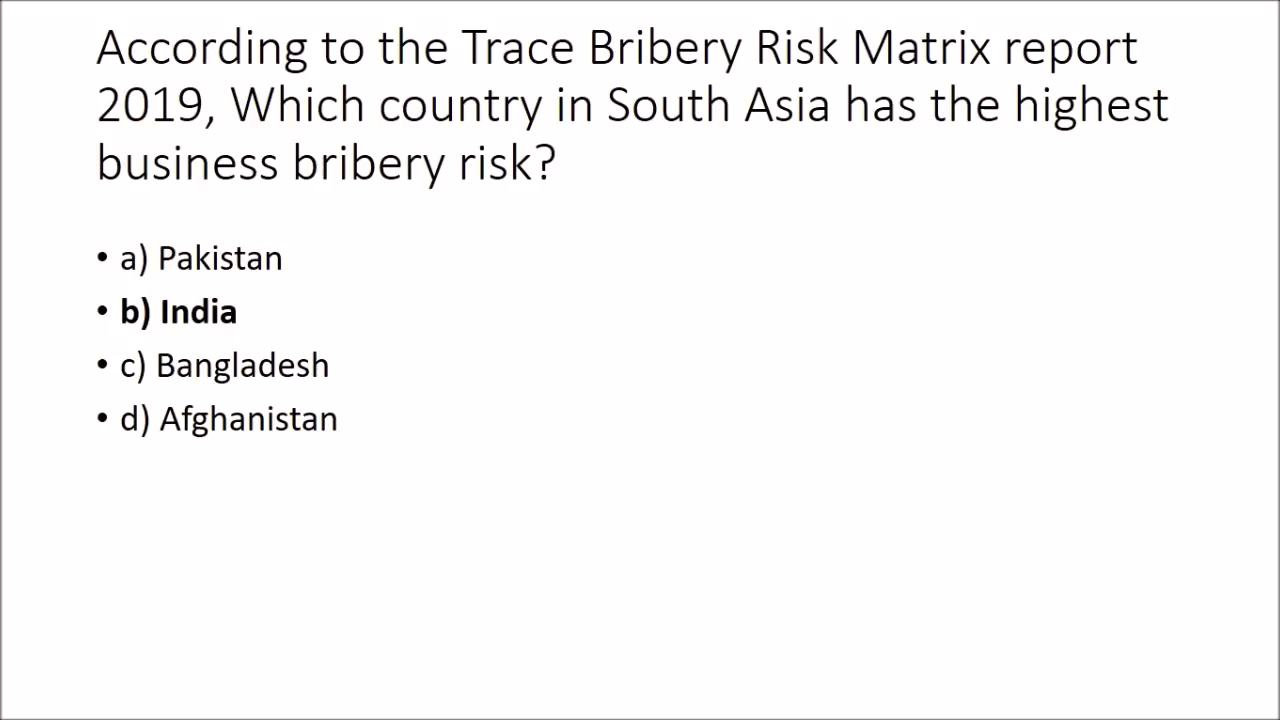 According to the Trace Bribery Risk Matrix report
2019, Which country in South Asia has the highest
business bribery risk?
• a) Pakistan
• b) India
• c) Bangladesh
• d) Afghanistan